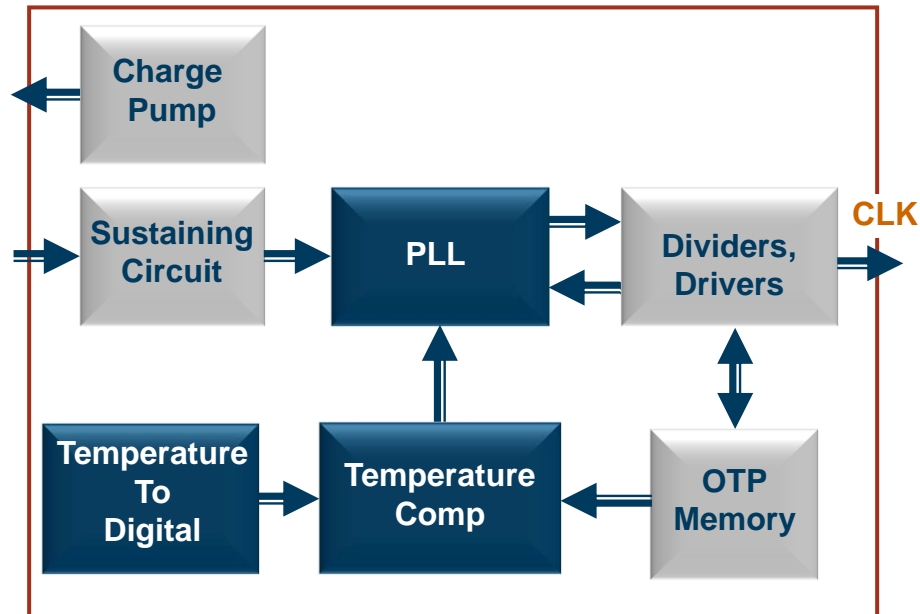 Charge
Pump
Sustaining
Circuit
PLL
Dividers,
Drivers
CLK
Temperature
To
Digital
Temperature
Comp
OTP
Memory